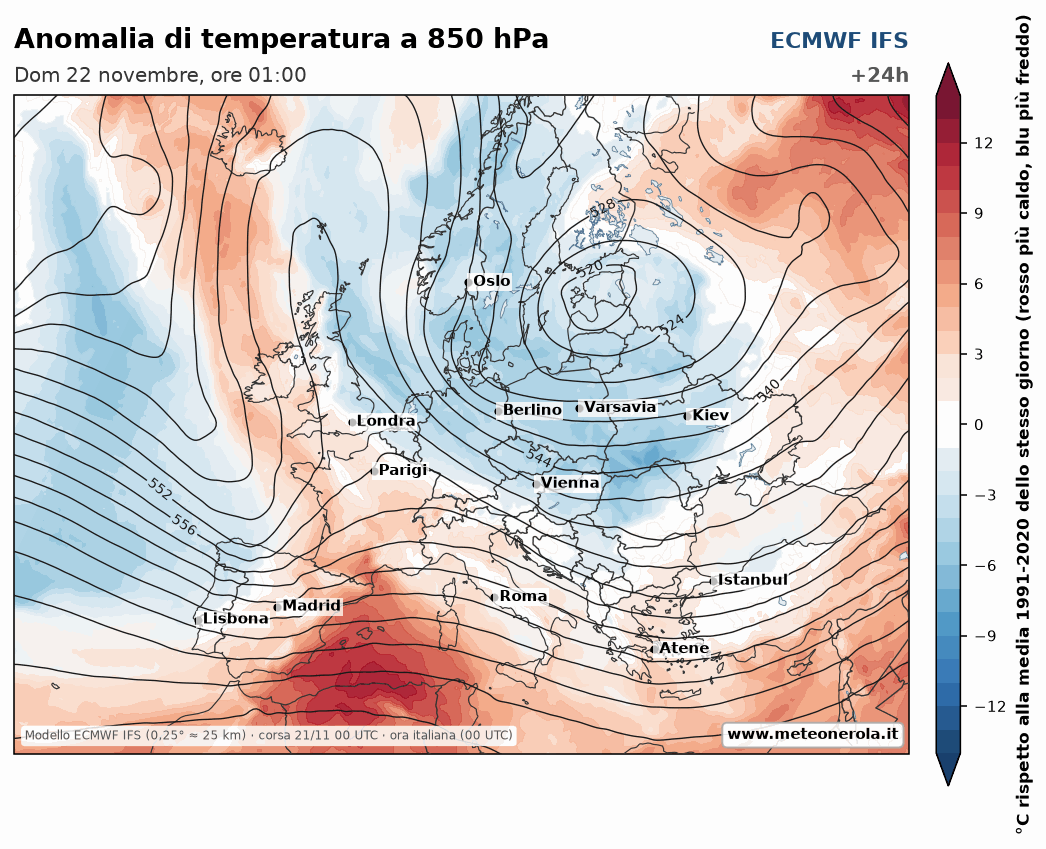 Anomalia di temperatura a 850 hPa
ECMWF IFS
Dom 22 novembre, ore 01:00
+24h
528
520
Oslo
524
540
Berlino
Varsavia
Kiev
Londra
544
Parigi
Vienna
552
556
Istanbul
Roma
Madrid
Lisbona
Atene
Modello ECMWF IFS (0,25° ≈ 25 km) · corsa 21/11 00 UTC · ora italiana (00 UTC)
www.meteonerola.it
12
9
6
3
0
−3
−6
−9
−12
°C rispetto alla media 1991-2020 dello stesso giorno (rosso più caldo, blu più freddo)